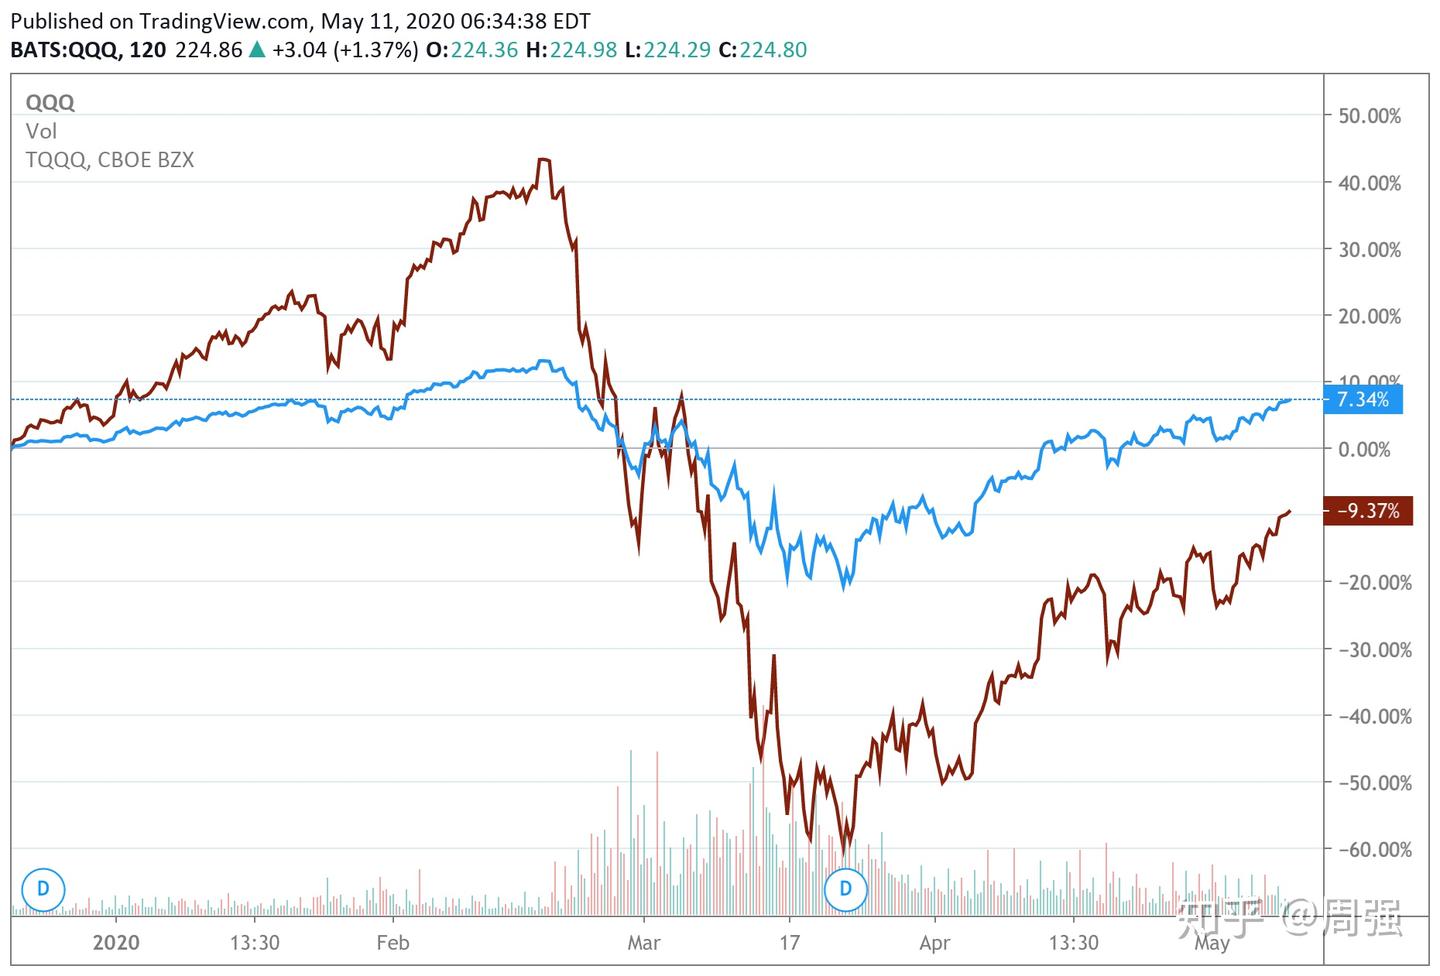 Published on TradingView.com, May 11, 2020 06:34:38 EDT
BATS:QQQ, 120 224.86 ▲ +3.04 (+1.37%) O:224.36 H:224.98 L:224.29 C:224.80
QQQ
Vol
TQQQ, CBOE BZX
50.00%
40.00%
30.00%
20.00%
10.00%
7.34%
0.00%
−9.37%
−20.00%
−30.00%
−40.00%
−50.00%
−60.00%
D
D
2020
13:30
Feb
Mar
17
Apr
13:30
May
知乎 @周强